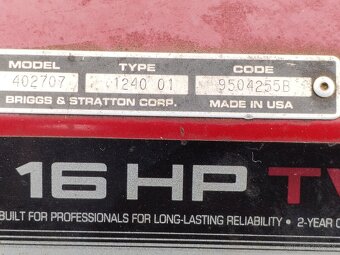 MODEL TYPE CODE
402707 1240 01 9504255B
BRIGGS & STRATTON CORP. MADE IN USA
16 HP
BUILT FOR PROFESSIONALS FOR LONG-LASTING RELIABILITY • 2-YEAR